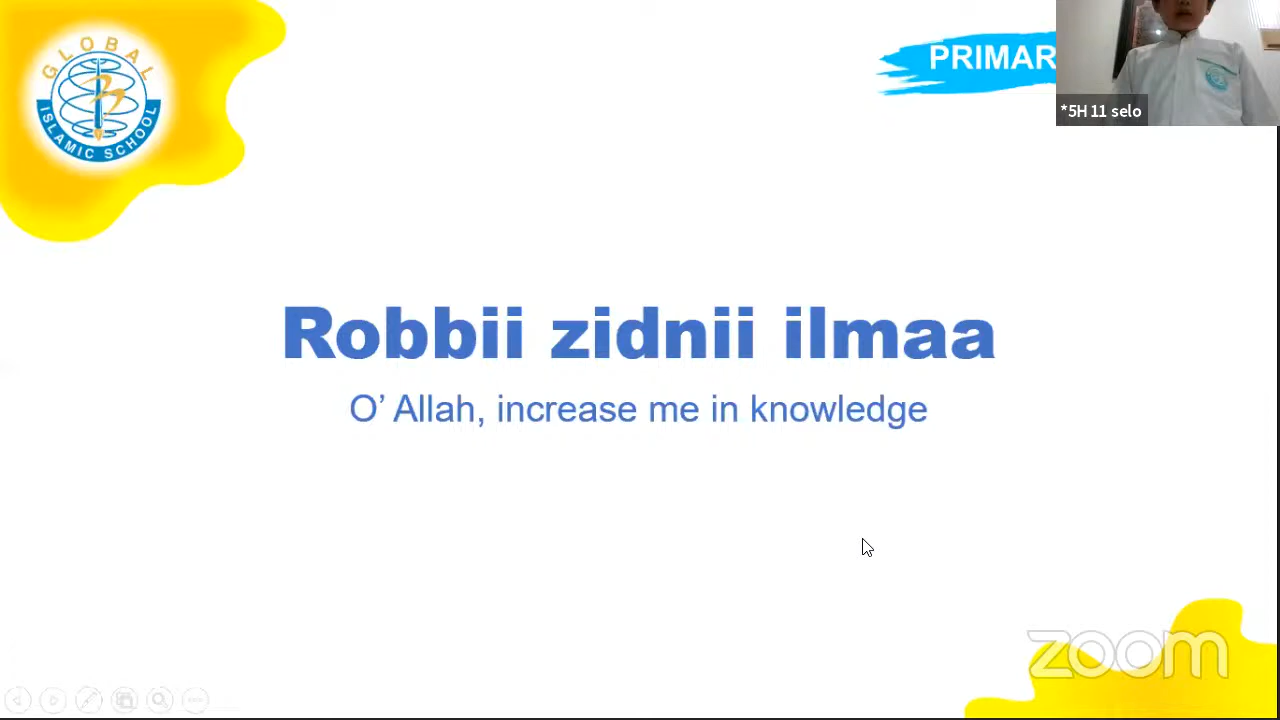 GLOBAL
ISLAMIC SCHOOL
PRIMAR
*5H 11 selo
Robbii zidnii ilmaa
O’ Allah, increase me in knowledge
zoom